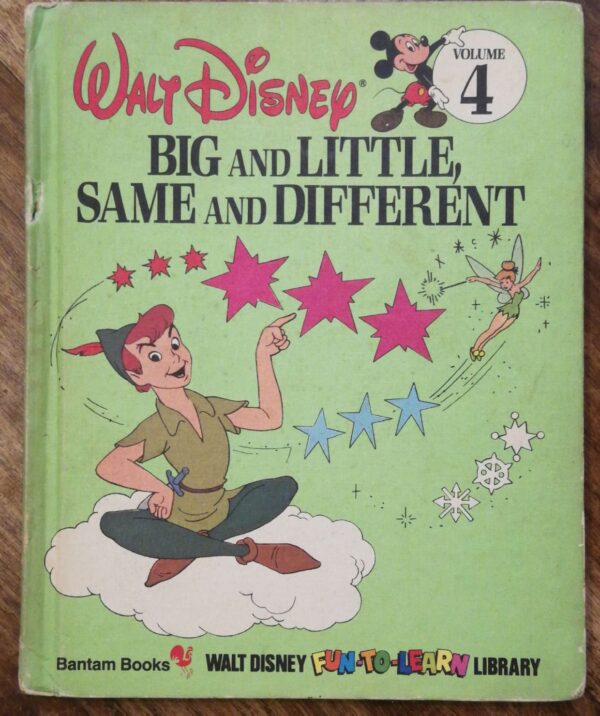 WALT DISNEY®
VOLUME
4
BIG AND LITTLE,
SAME AND DIFFERENT
Bantam Books WALT DISNEY FUN-TO-LEARN LIBRARY